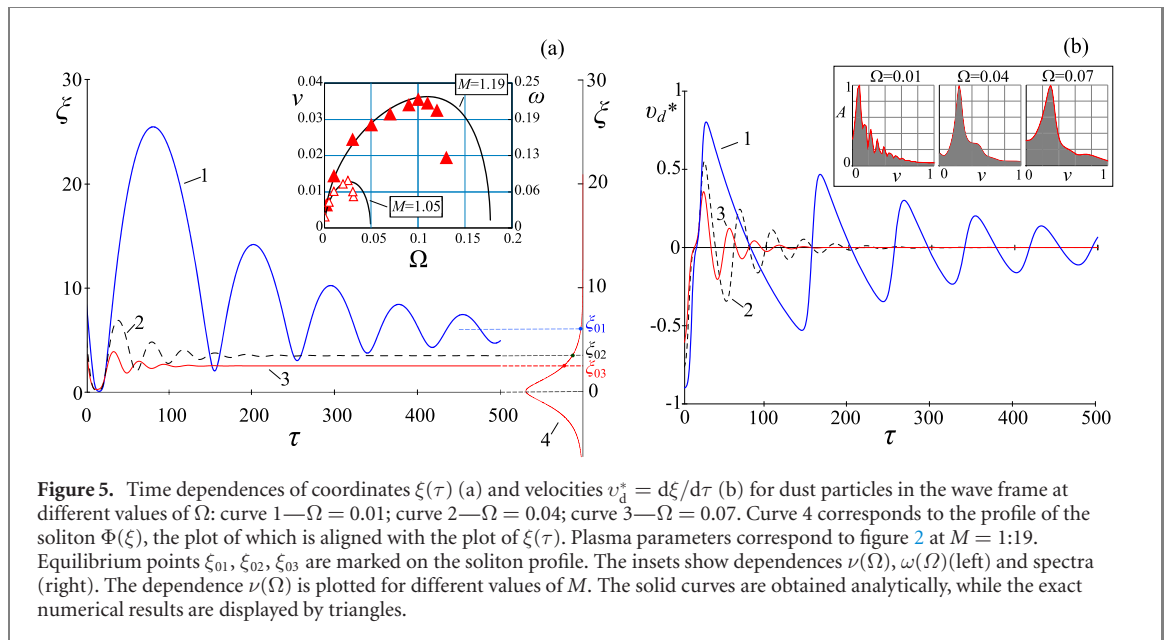 (a)
30
20
10
0
ξ
0
100
200
300
400
500
τ
1
2
3
4
0.04
0.03
0.02
0.01
0
ν
0.25
0.19
0.13
0.06
0.0
ω
0
0.05
0.1
0.15
0.2
Ω
M=1.19
M=1.05
30
ξ
20
10
ξ01
ξ02
ξ03
0
(b)
1
0.5
0
-0.5
-1
υd*
0
100
200
300
400
500
τ
1
2
3
Ω=0.01 Ω=0.04 Ω=0.07
1
A
0
0 ν 1 0 ν 1 0 ν 1
Figure 5. Time dependences of coordinates ξ(τ) (a) and velocities υ*d = dξ/dτ (b) for dust particles in the wave frame at
different values of Ω: curve 1—Ω = 0.01; curve 2—Ω = 0.04; curve 3—Ω = 0.07. Curve 4 corresponds to the profile of the
soliton Φ(ξ), the plot of which is aligned with the plot of ξ(τ). Plasma parameters correspond to figure 2 at M = 1:19.
Equilibrium points ξ01, ξ02, ξ03 are marked on the soliton profile. The insets show dependences ν(Ω), ω(Ω)(left) and spectra
(right). The dependence ν(Ω) is plotted for different values of M. The solid curves are obtained analytically, while the exact
numerical results are displayed by triangles.